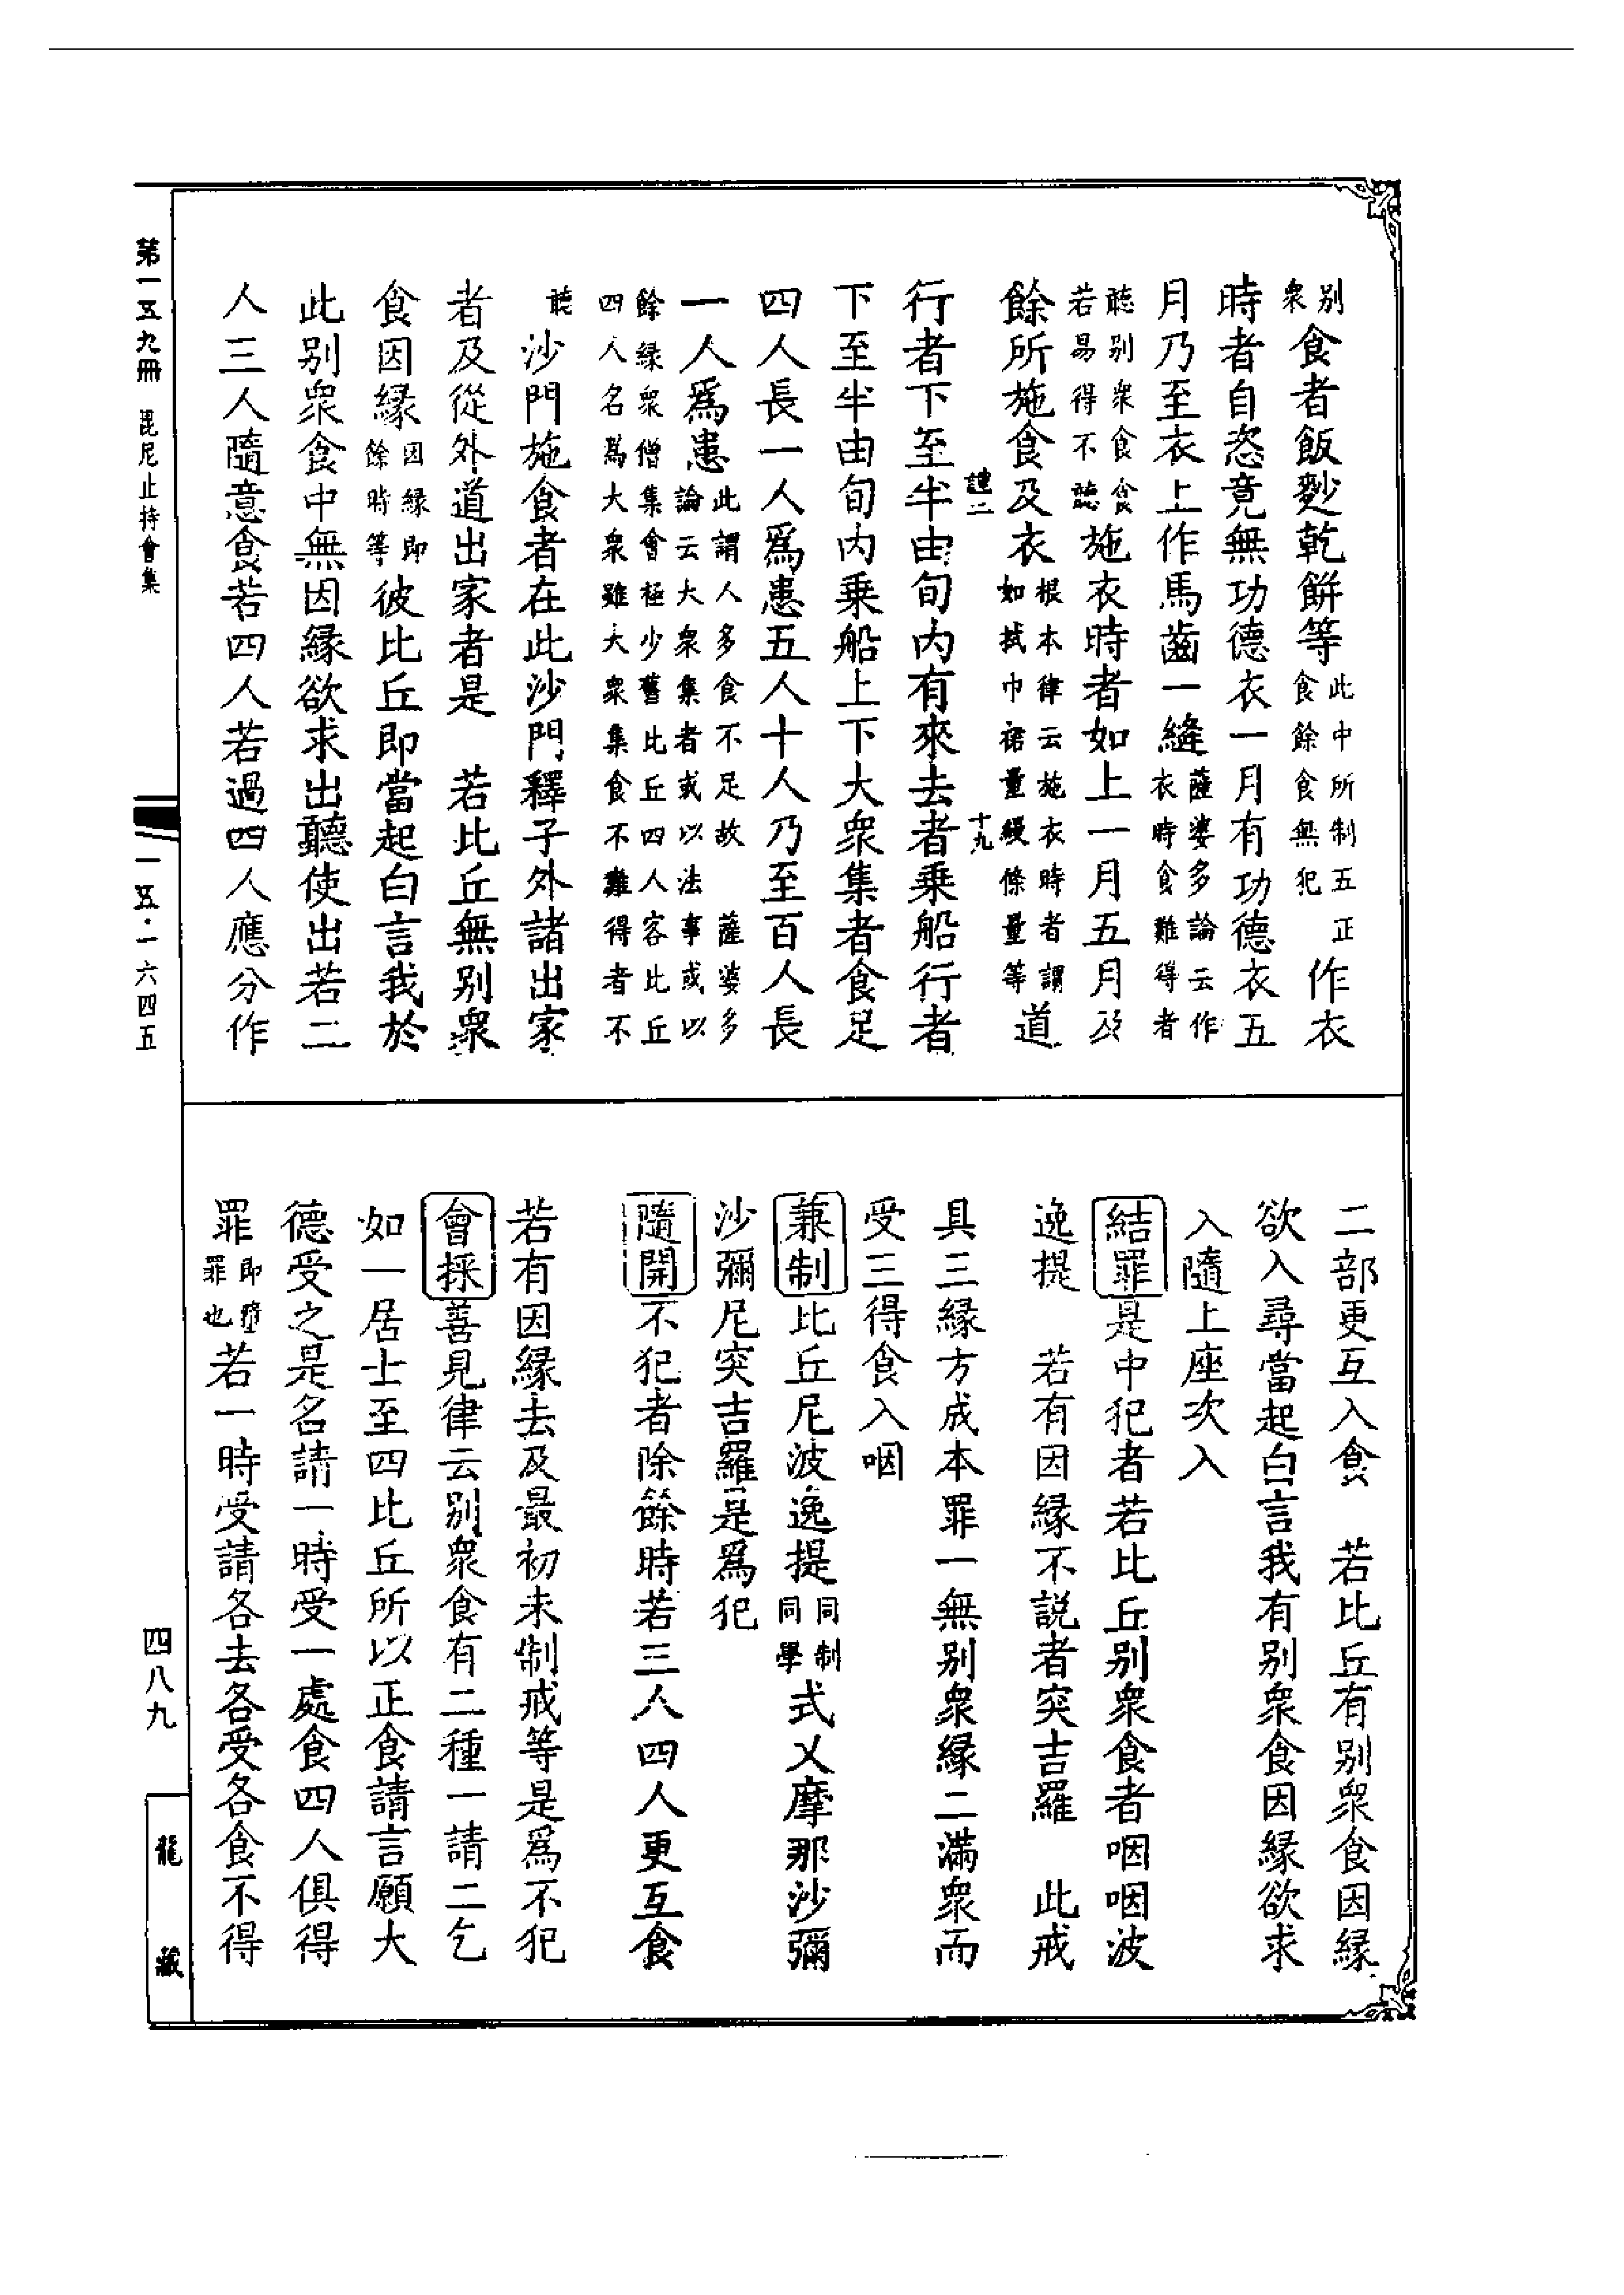 別衆食者飯麨乾餅等此中所制五正食餘食無犯 作衣
時者自恣竟無功德衣一月有功德衣五
月乃至衣上作馬齒一縫薩婆多論云作衣時食難得者
聽別衆食食若易得不聽施衣時者如上一月五月及
餘所施食及衣根本律云施衣時者謂如拭巾裙量縵條量等道
十九
行者下至半由旬內有來去者乘船行者
下至半由旬內乘船上下大衆集者食足
四人長一人爲患五人十人乃至百人長
一人爲患此謂人多食不足故 薩婆多論云大衆集者或以法事或以
餘緣衆僧集會極少舊比丘四人客比丘四人名爲大衆雖大衆集食不難得者不
聽 沙門施食者在此沙門釋子外諸出家
者及從外道出家者是 若比丘無別衆
食因緣因緣即餘時等彼比丘即當起白言我於
此別衆食中無因緣欲求出聽使出若二
人三人隨意食若四人若過四人應分作
二部更互入食 若比丘有別衆食因緣
欲入尋當起白言我有別衆食因緣欲求
入隨上座次入
結罪是中犯者若比丘別衆食者咽咽波
逸提 若有因緣不説者突吉羅 此戒
具三緣方成本罪一無別衆緣二滿衆而
受三得食入咽
兼制比丘尼波逸提同制同學式乂摩那沙彌
沙彌尼突吉羅是爲犯
隨開不犯者除餘時若三人四人更互食
若有因緣去及最初未制戒等是爲不犯
會採善見律云別衆食有二種一請二乞
如一居士至四比丘所以正食請言願大
德受之是名請一時受一處食四人俱得
罪即墮罪也若一時受請各去各受各食不得
第一五九冊 毘尼止持會集
一五·一六四五
四八九
龍藏